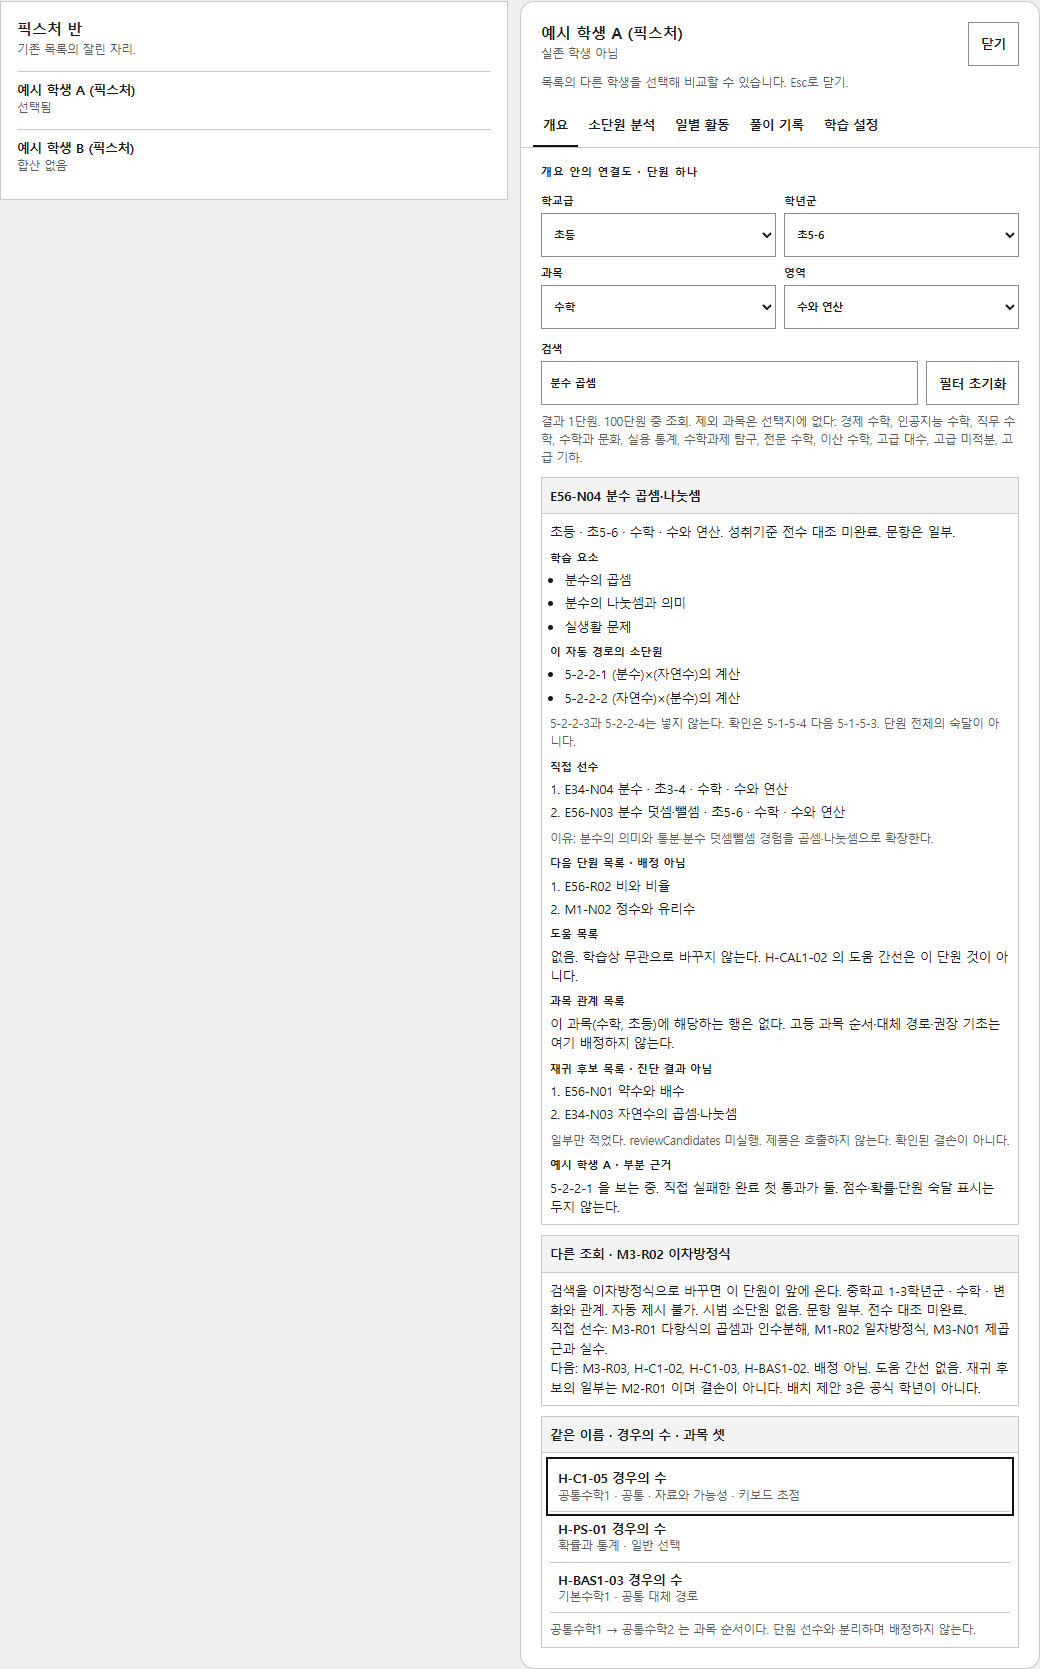 픽스처 반
기존 목록의 잘린 자리.
예시 학생 A (픽스처)
선택됨
예시 학생 B (픽스처)
합산 없음
예시 학생 A (픽스처)
실존 학생 아님
닫기
목록의 다른 학생을 선택해 비교할 수 있습니다. Esc로 닫기.
개요 소단원 분석 일별 활동 풀이 기록 학습 설정
개요 안의 연결도 · 단원 하나
학교급 학년군
초등 초5-6
과목 영역
수학 수와 연산
검색
분수 곱셈 필터 초기화
결과 1단원. 100단원 중 조회. 제외 과목은 선택지에 없다: 경제 수학, 인공지능 수학, 직무 수
학, 수학과 문화, 실용 통계, 수학과제 탐구, 전문 수학, 이산 수학, 고급 대수, 고급 미적분, 고
급 기하.
E56-N04 분수 곱셈·나눗셈
초등 · 초5-6 · 수학 · 수와 연산. 성취기준 전수 대조 미완료. 문항은 일부.
학습 요소
• 분수의 곱셈
• 분수의 나눗셈과 의미
• 실생활 문제
이 자동 경로의 소단원
• 5-2-2-1 (분수)×(자연수)의 계산
• 5-2-2-2 (자연수)×(분수)의 계산
5-2-2-3과 5-2-2-4는 넣지 않는다. 확인은 5-1-5-4 다음 5-1-5-3. 단원 전체의 숙달이 아
니다.
직접 선수
1. E34-N04 분수 · 초3-4 · 수학 · 수와 연산
2. E56-N03 분수 덧셈·뺄셈 · 초5-6 · 수학 · 수와 연산
이유: 분수의 의미와 통분·분수 덧셈뺄셈 경험을 곱셈·나눗셈으로 확장한다.
다음 단원 목록 · 배정 아님
1. E56-R02 비와 비율
2. M1-N02 정수와 유리수
도움 목록
없음. 학습상 무관으로 바꾸지 않는다. H-CAL1-02 의 도움 간선은 이 단원 것이 아
니다.
과목 관계 목록
이 과목(수학, 초등)에 해당하는 행은 없다. 고등 과목 순서·대체 경로·권장 기초는
여기 배정하지 않는다.
재귀 후보 목록 · 진단 결과 아님
1. E56-N01 약수와 배수
2. E34-N03 자연수의 곱셈·나눗셈
일부만 적었다. reviewCandidates 미실행. 제품은 호출하지 않는다. 확인된 결손이 아니다.
예시 학생 A · 부분 근거
5-2-2-1 을 보는 중. 직접 실패한 완료 첫 통과가 둘. 점수·확률·단원 숙달 표시는
두지 않는다.
다른 조회 · M3-R02 이차방정식
검색을 이차방정식으로 바꾸면 이 단원이 앞에 온다. 중학교 1-3학년군 · 수학 · 변
화와 관계. 자동 제시 불가. 시범 소단원 없음. 문항 일부. 전수 대조 미완료.
직접 선수: M3-R01 다항식의 곱셈과 인수분해, M1-R02 일차방정식, M3-N01 제곱
근과 실수.
다음: M3-R03, H-C1-02, H-C1-03, H-BAS1-02. 배정 아님. 도움 간선 없음. 재귀 후
보의 일부는 M2-R01 이며 결손이 아니다. 배치 제안 3은 공식 학년이 아니다.
같은 이름 · 경우의 수 · 과목 셋
H-C1-05 경우의 수
공통수학1 · 공통 · 자료와 가능성 · 키보드 초점
H-PS-01 경우의 수
확률과 통계 · 일반 선택
H-BAS1-03 경우의 수
기본수학1 · 공통 대체 경로
공통수학1 → 공통수학2 는 과목 순서이다. 단원 선수와 분리하며 배정하지 않는다.